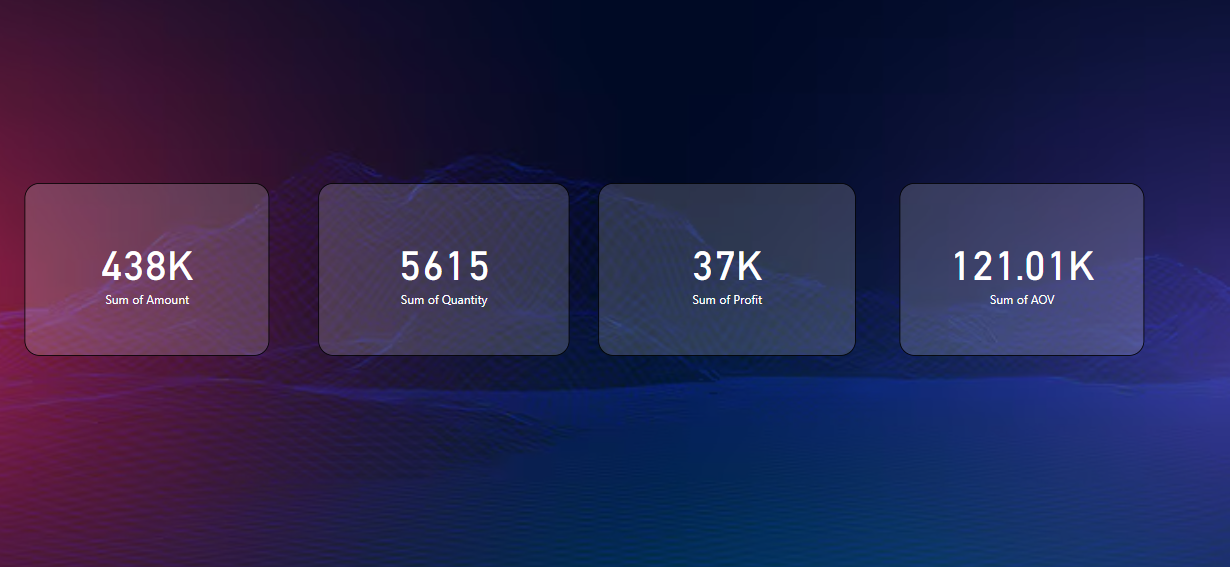 438K
Sum of Amount
5615
Sum of Quantity
37K
Sum of Profit
121.01K
Sum of AOV